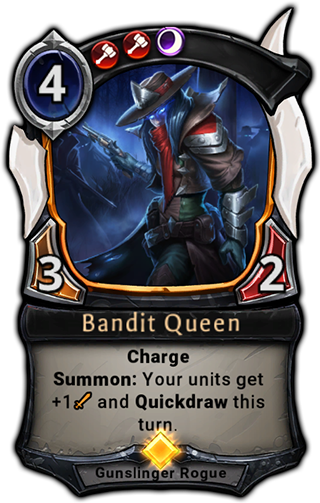 4
3
2
Bandit Queen
Charge
Summon: Your units get
+1 and Quickdraw this
turn.
Gunslinger Rogue